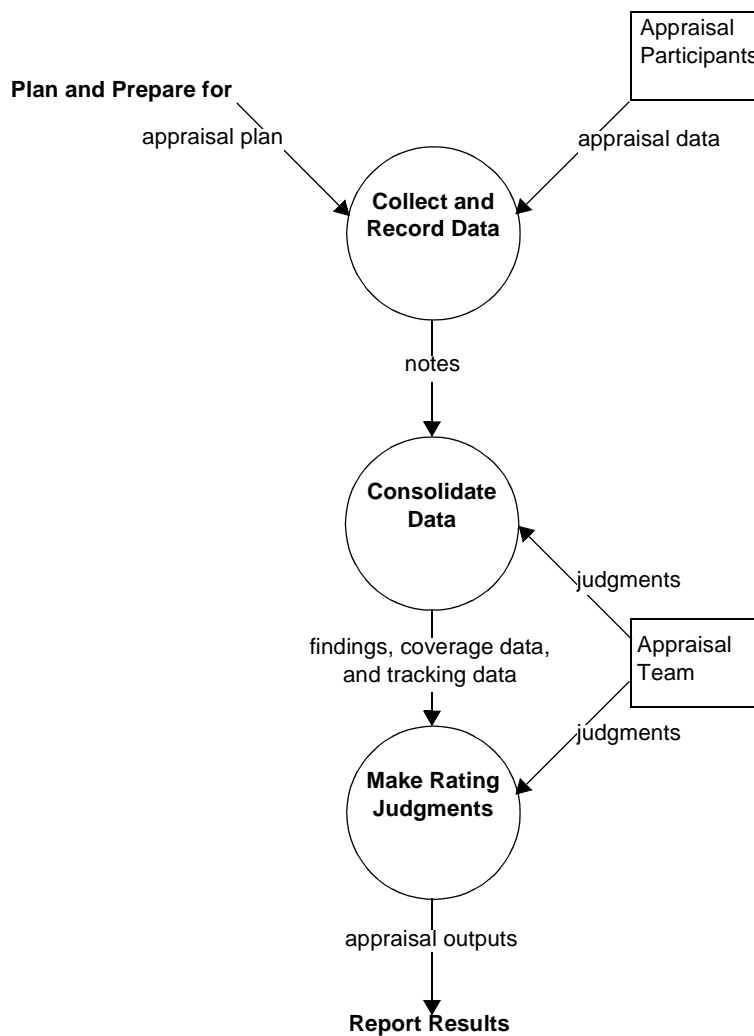 Appraisal
Participants
Plan and Prepare for
appraisal plan
appraisal data
Collect and
Record Data
notes
Consolidate
Data
judgments
findings, coverage data,
and tracking data
Appraisal
Team
judgments
Make Rating
Judgments
appraisal outputs
Report Results